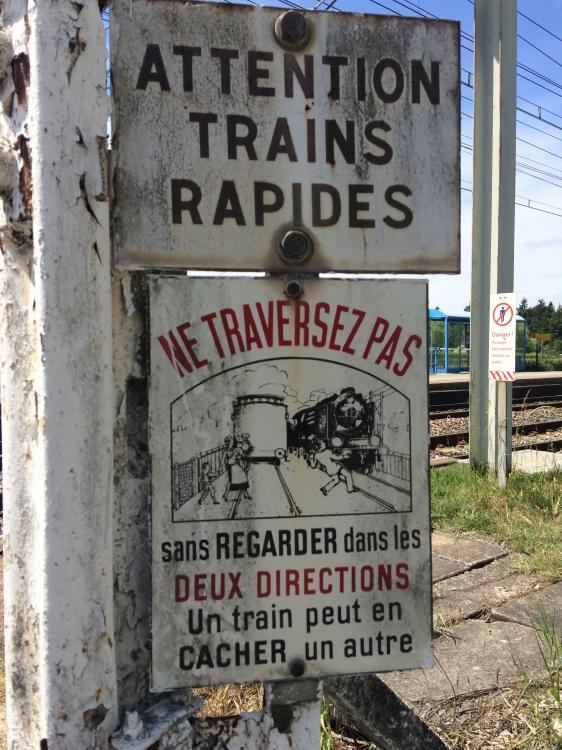 ATTENTION
TRAINS
RAPIDES
NE TRAVERSEZ PAS
sans REGARDER dans les
DEUX DIRECTIONS
Un train peut en
CACHER un autre
Danger!